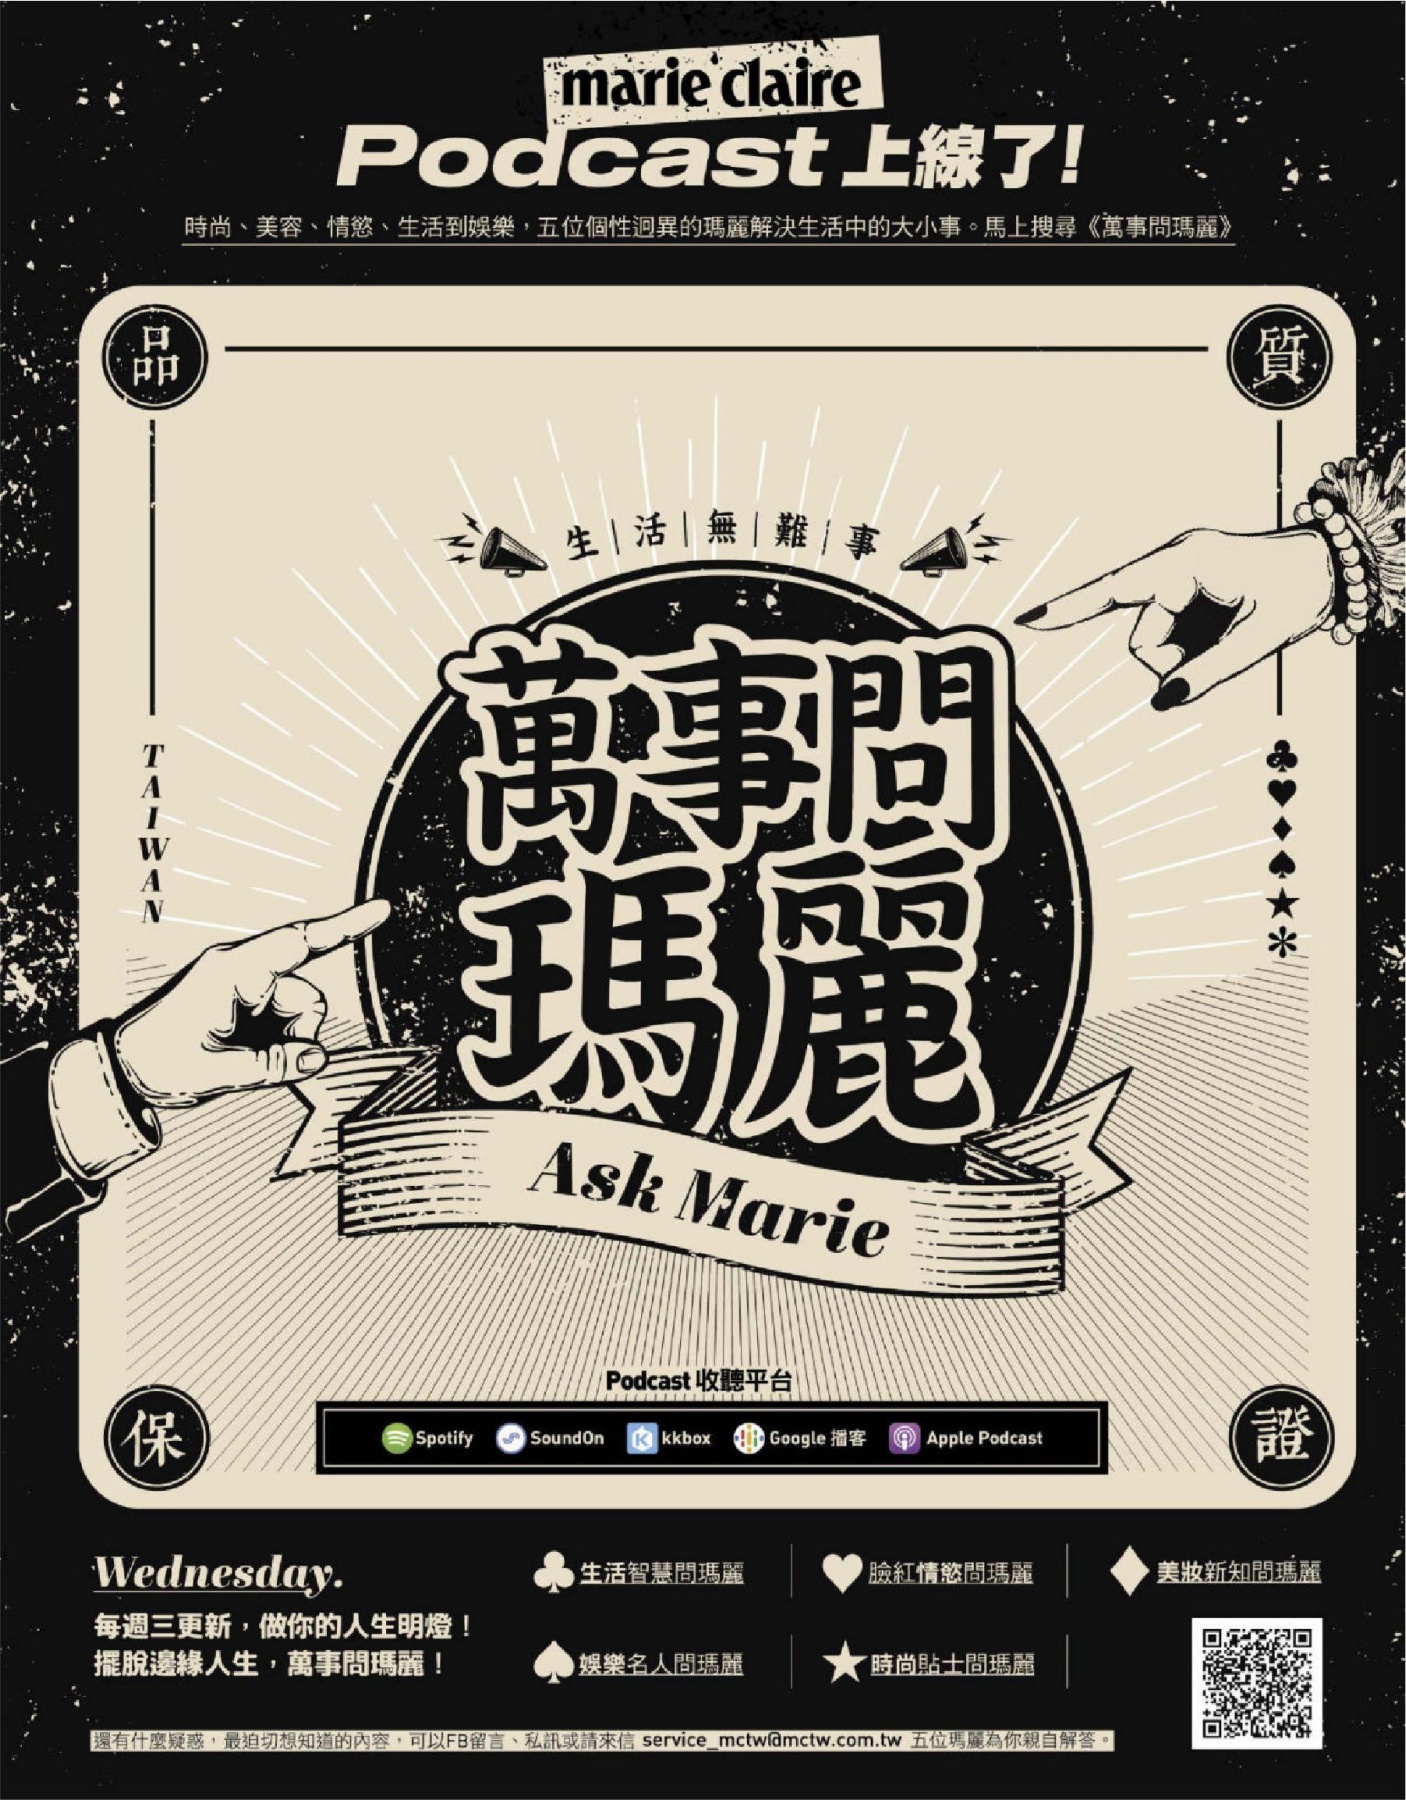 marie claire
Podcast 上線了!
時尚、美容、情慾、生活到娛樂，五位個性迥異的瑪麗解決生活中的大小事。馬上搜尋《萬事問瑪麗》
品
質
生|活|無|難|事
萬事問
瑪麗
TAIWAN
Ask Marie
Podcast 收聽平台
Spotify SoundOn kkbox Google 播客 Apple Podcast
保
證
Wednesday.
每週三更新，做你的人生明燈！
擺脫邊緣人生，萬事問瑪麗！
生活智慧問瑪麗
臉紅情慾問瑪麗
美妝新知問瑪麗
娛樂名人問瑪麗
時尚貼士問瑪麗
還有什麼疑惑，最迫切想知道的內容，可以FB留言、私訊或請來信 service_mctw@mctw.com.tw 五位瑪麗為你親自解答。